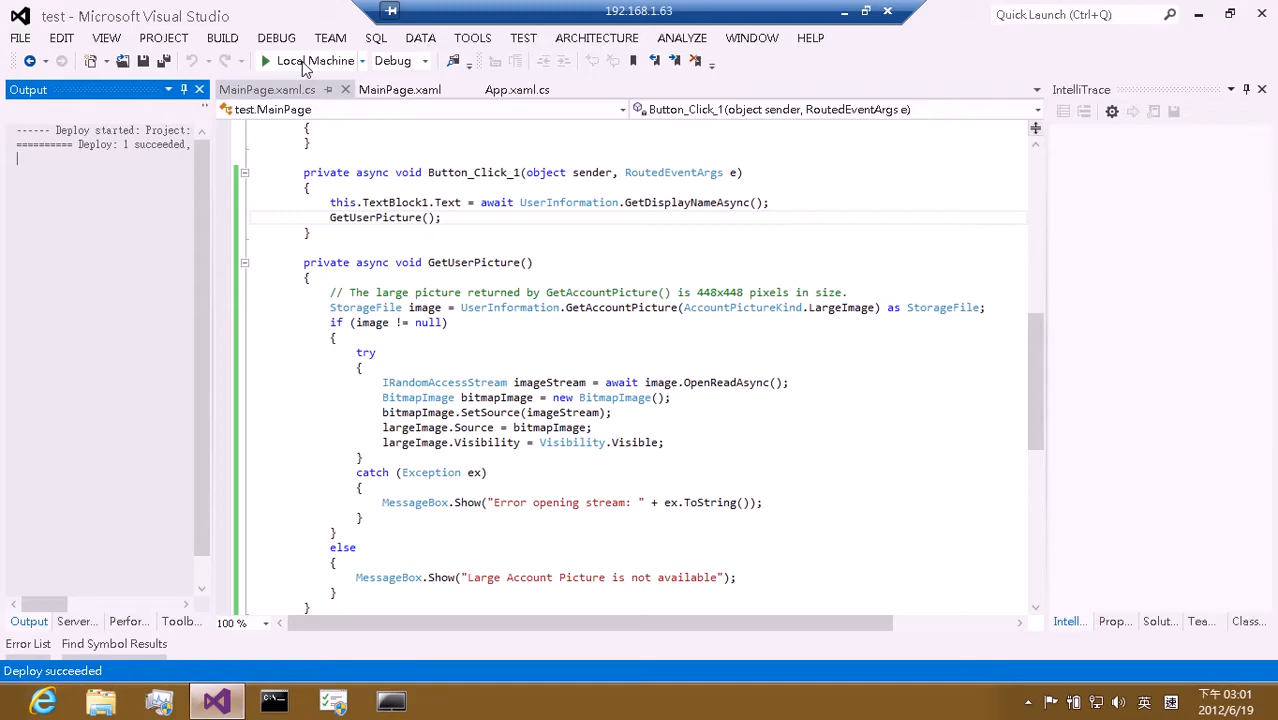 192.168.1.63
test - Microsoft Visual Studio
Quick Launch (Ctrl+Q)
FILE EDIT VIEW PROJECT BUILD DEBUG TEAM SQL DATA TOOLS TEST ARCHITECTURE ANALYZE WINDOW HELP
Local Machine Debug
Output
MainPage.xaml.cs MainPage.xaml App.xaml.cs
IntelliTrace
test.MainPage
Button_Click_1(object sender, RoutedEventArgs e)
------ Deploy started: Project:
========== Deploy: 1 succeeded,
{
}
private async void Button_Click_1(object sender, RoutedEventArgs e)
{
this.TextBlock1.Text = await UserInformation.GetDisplayNameAsync();
GetUserPicture();
}
private async void GetUserPicture()
{
// The large picture returned by GetAccountPicture() is 448x448 pixels in size.
StorageFile image = UserInformation.GetAccountPicture(AccountPictureKind.LargeImage) as StorageFile;
if (image != null)
{
try
{
IRandomAccessStream imageStream = await image.OpenReadAsync();
BitmapImage bitmapImage = new BitmapImage();
bitmapImage.SetSource(imageStream);
largeImage.Source = bitmapImage;
largeImage.Visibility = Visibility.Visible;
}
catch (Exception ex)
{
MessageBox.Show("Error opening stream: " + ex.ToString());
}
}
else
{
MessageBox.Show("Large Account Picture is not available");
}
}
100 %
Output Server... Perfor... Toolb...
Intell... Prop... Solut... Tea... Class...
Error List Find Symbol Results
Deploy succeeded
英 速
下午 03:01
2012/6/19